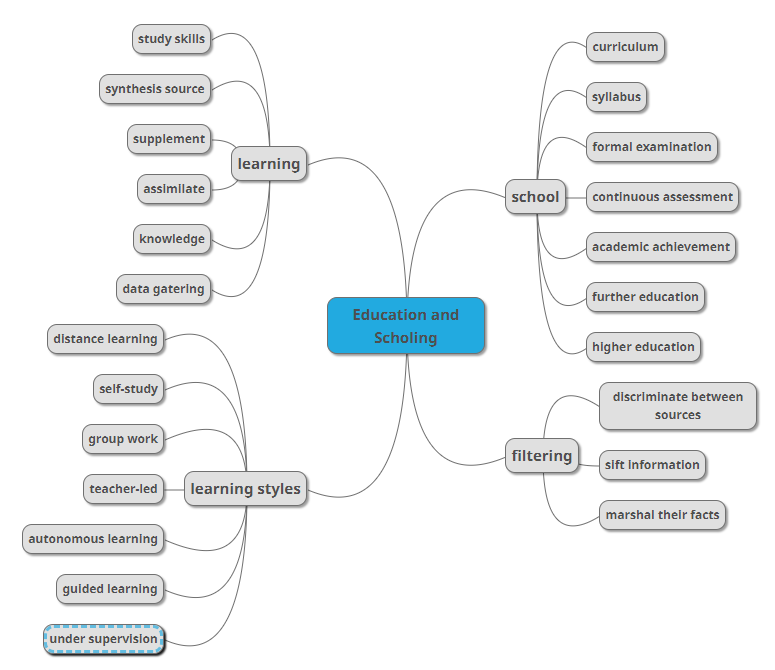 Education and
Scholing
learning
study skills
synthesis source
supplement
assimilate
knowledge
data gatering
school
curriculum
syllabus
formal examination
continuous assessment
academic achievement
further education
higher education
learning styles
distance learning
self-study
group work
teacher-led
autonomous learning
guided learning
under supervision
filtering
discriminate between
sources
sift information
marshal their facts